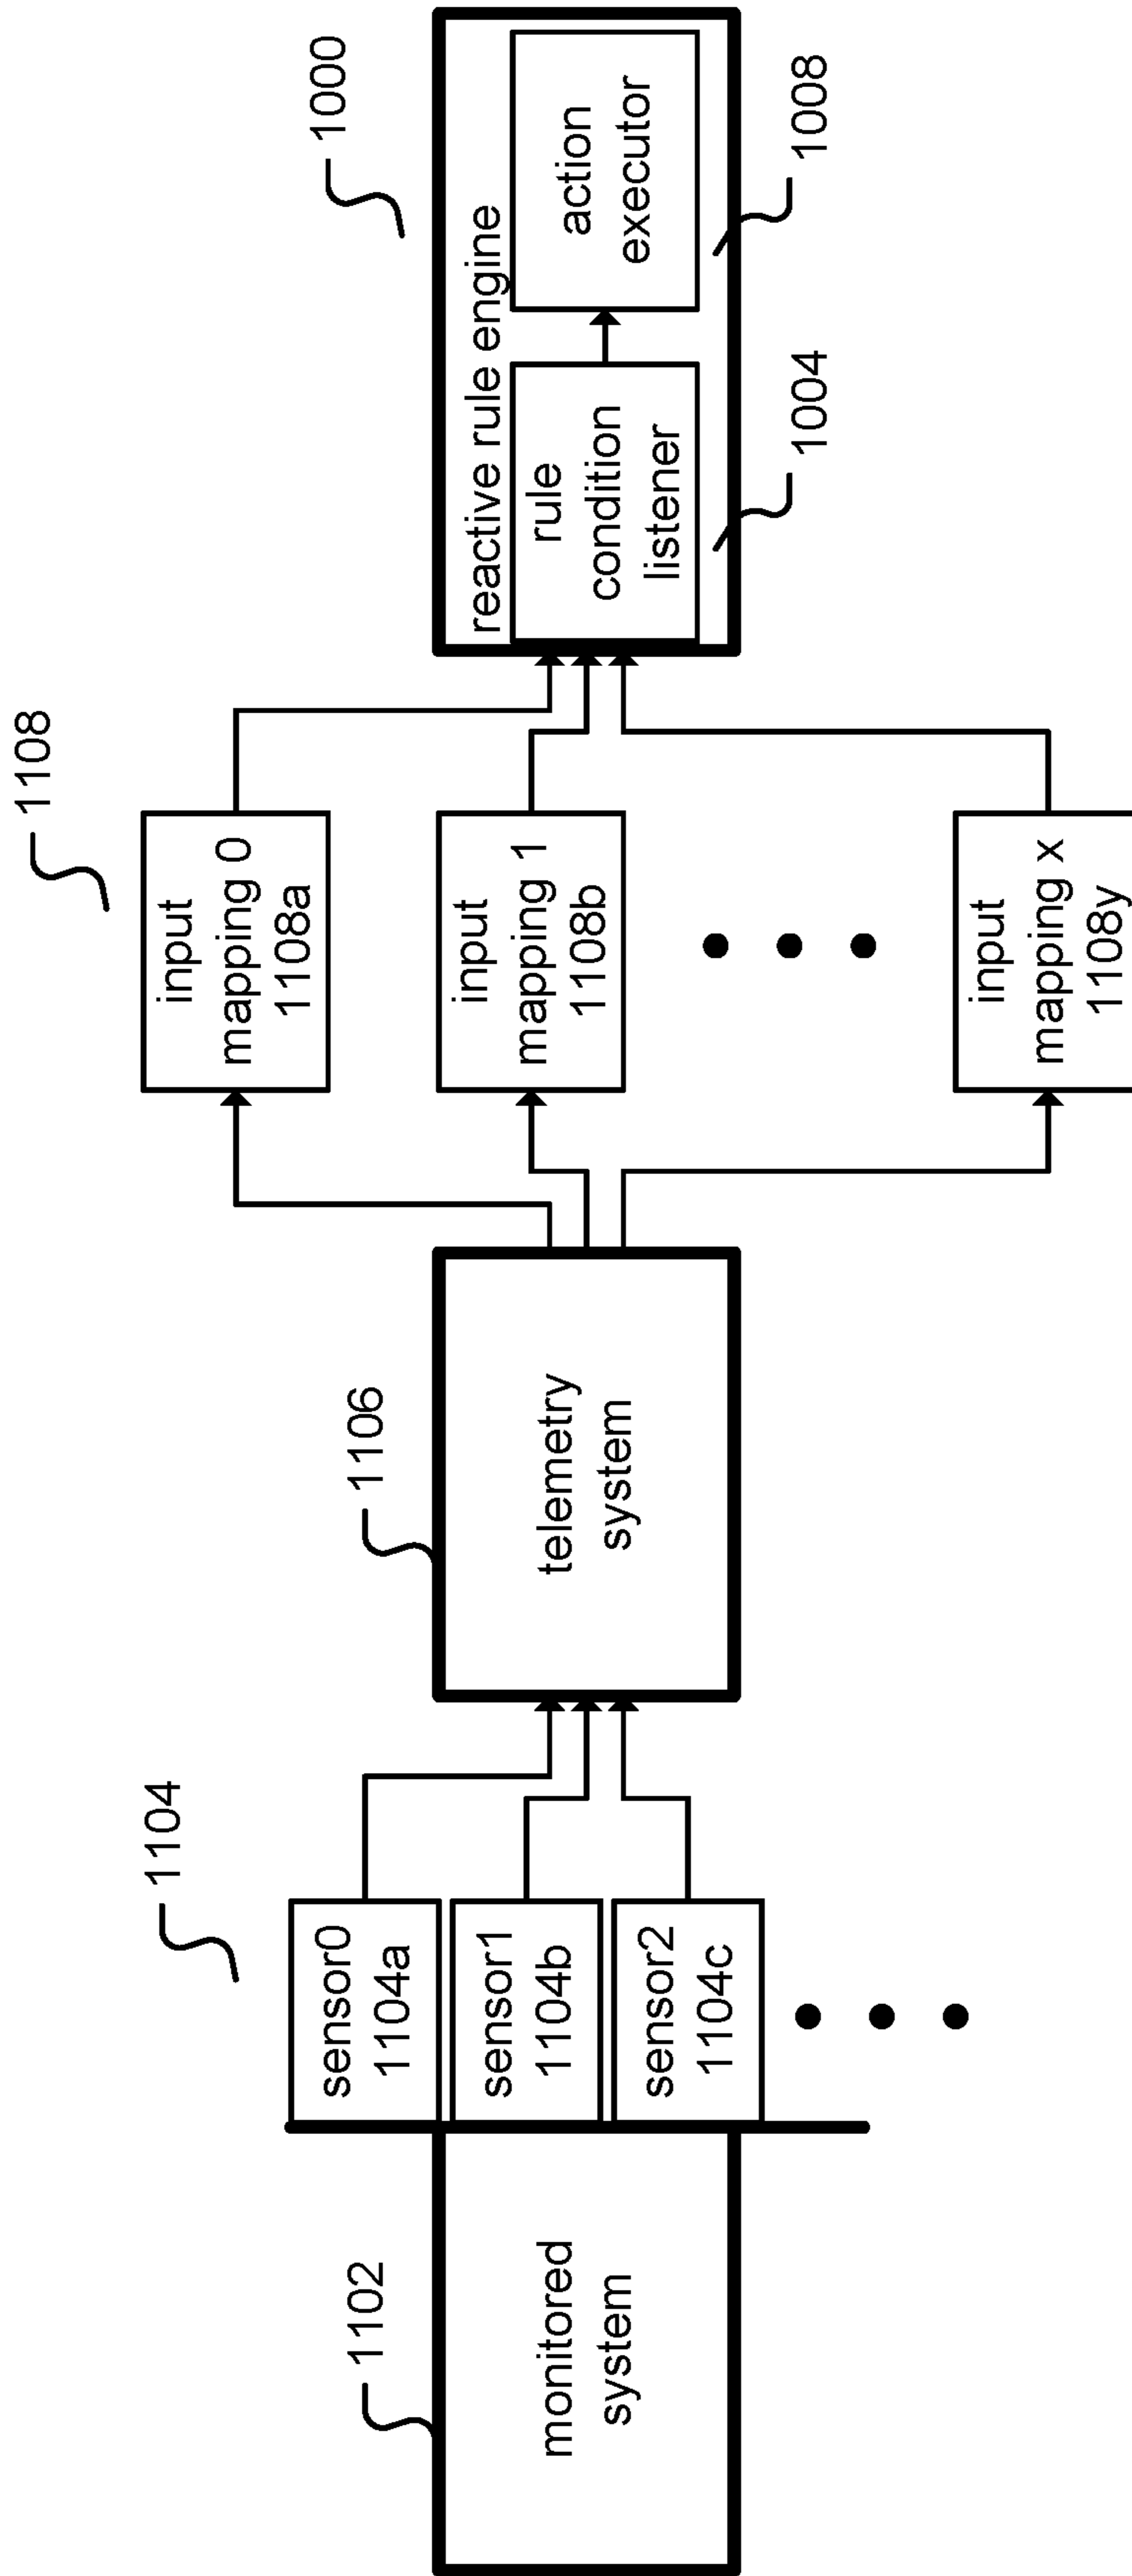 1102
monitored
system
1104
sensor0
1104a
sensor1
1104b
sensor2
1104c
1106
telemetry
system
1108
input
mapping 0
1108a
input
mapping 1
1108b
input
mapping x
1108y
1000
reactive rule engine
rule
condition
listener
action
executor
1004
1008